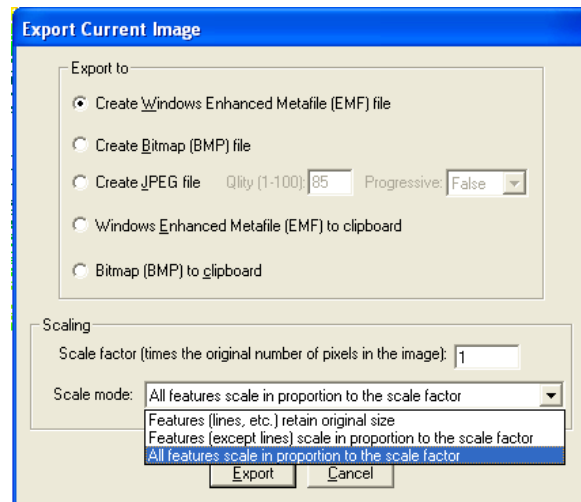 Export Current Image
Export to
Create Windows Enhanced Metafile (EMF) file
Create Bitmap (BMP) file
Create JPEG file Qlity (1-100): 85 Progressive: False
Windows Enhanced Metafile (EMF) to clipboard
Bitmap (BMP) to clipboard
Scaling
Scale factor (times the original number of pixels in the image): 1
Scale mode: All features scale in proportion to the scale factor
Features (lines, etc.) retain original size
Features (except lines) scale in proportion to the scale factor
All features scale in proportion to the scale factor
Export Cancel